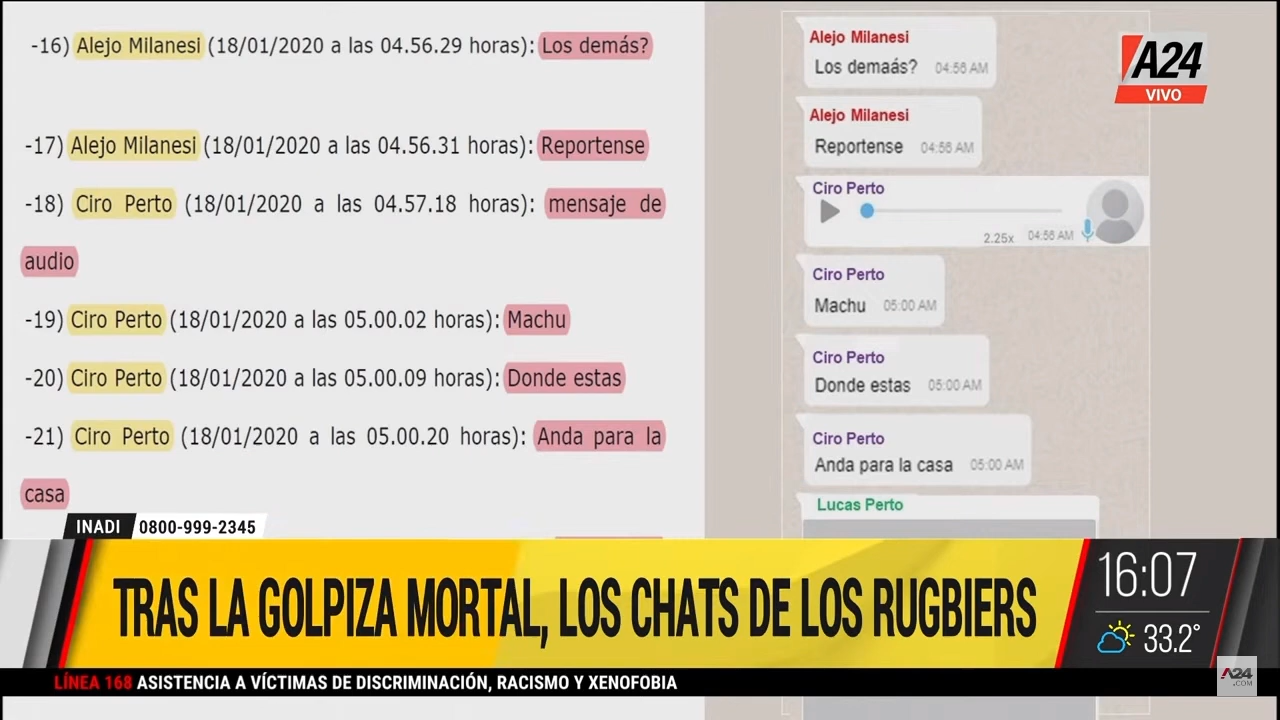 -16) Alejo Milanesi (18/01/2020 a las 04.56.29 horas): Los demás?
-17) Alejo Milanesi (18/01/2020 a las 04.56.31 horas): Reportense
-18) Ciro Perto (18/01/2020 a las 04.57.18 horas): mensaje de
audio
-19) Ciro Perto (18/01/2020 a las 05.00.02 horas): Machu
-20) Ciro Perto (18/01/2020 a las 05.00.09 horas): Donde estas
-21) Ciro Perto (18/01/2020 a las 05.00.20 horas): Anda para la
casa
Alejo Milanesi
Los demaás? 04:56 AM
Alejo Milanesi
Reportense 04:56 AM
Ciro Perto
2.25x 04:56 AM
Ciro Perto
Machu 05:00 AM
Ciro Perto
Donde estas 05:00 AM
Ciro Perto
Anda para la casa 05:00 AM
Lucas Perto
A24
VIVO
INADI 0800-999-2345
TRAS LA GOLPIZA MORTAL, LOS CHATS DE LOS RUGBIERS
16:07
33.2°
LÍNEA 168 ASISTENCIA A VÍCTIMAS DE DISCRIMINACIÓN, RACISMO Y XENOFOBIA
A24
.COM